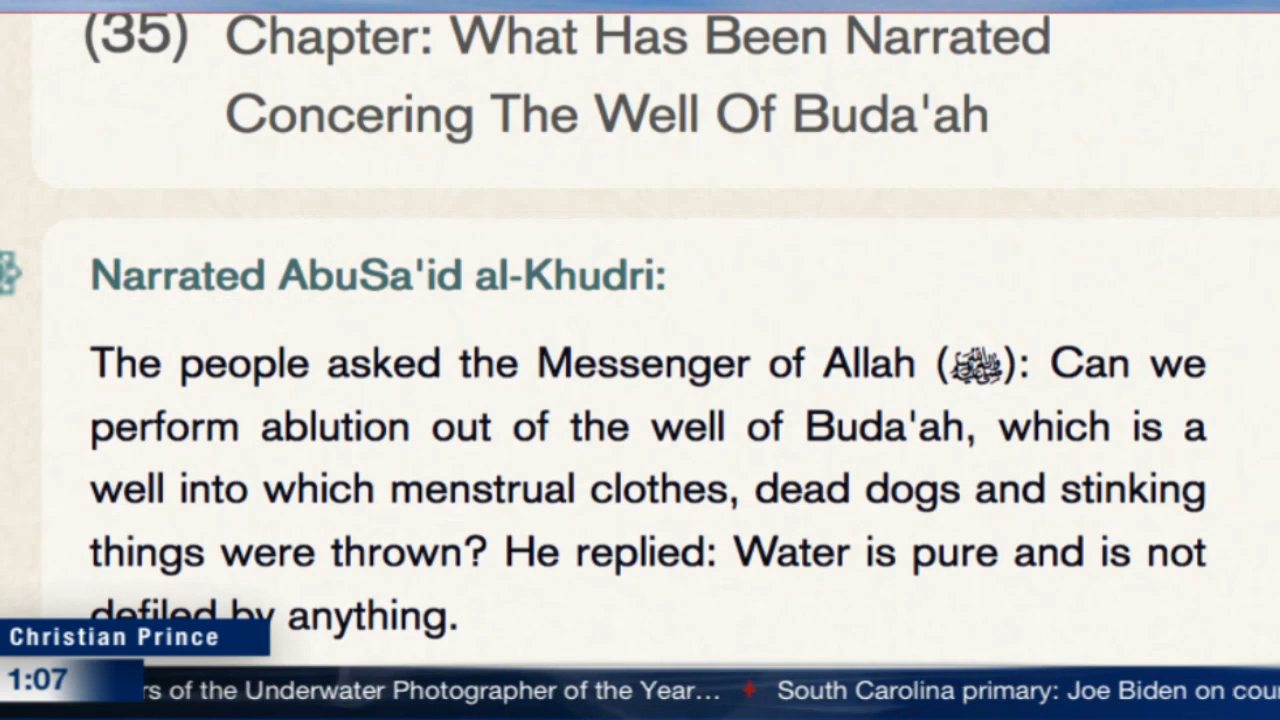 (35) Chapter: What Has Been Narrated
Concering The Well Of Buda'ah
Narrated AbuSa'id al-Khudri:
The people asked the Messenger of Allah (ﷺ): Can we
perform ablution out of the well of Buda'ah, which is a
well into which menstrual clothes, dead dogs and stinking
things were thrown? He replied: Water is pure and is not
defiled by anything.
Christian Prince
1:07
rs of the Underwater Photographer of the Year... South Carolina primary: Joe Biden on cou